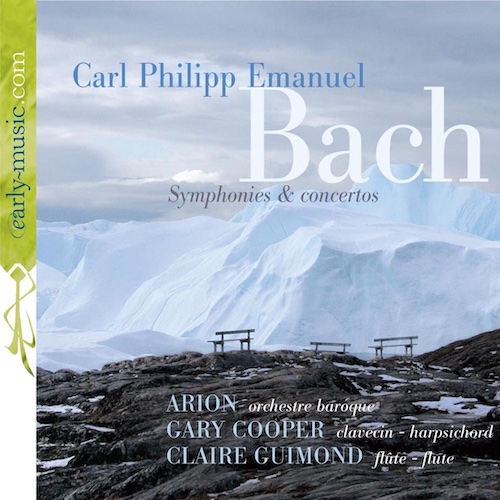 early-music.com
Carl Philipp Emanuel
Bach
Symphonies & concertos
ARION orchestre baroque
GARY COOPER clavecin - harpsichord
CLAIRE GUIMOND flûte - flute